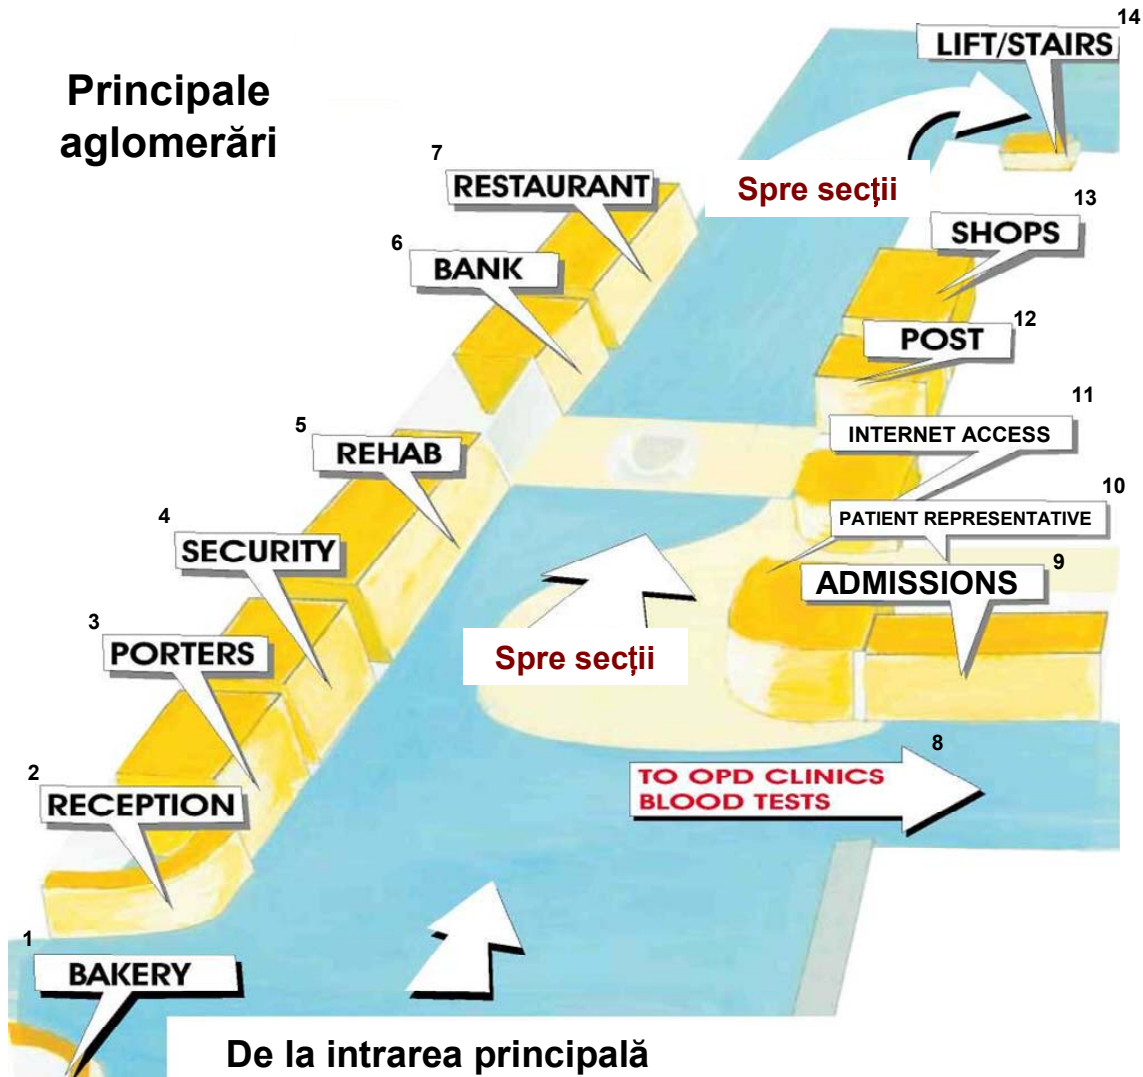 Principale
aglomerări
14
LIFT/STAIRS
7
RESTAURANT
Spre secții
13
SHOPS
6
BANK
12
POST
11
INTERNET ACCESS
5
REHAB
10
PATIENT REPRESENTATIVE
4
SECURITY
9
ADMISSIONS
3
PORTERS
Spre secții
8
TO OPD CLINICS
BLOOD TESTS
2
RECEPTION
1
BAKERY
De la intrarea principală